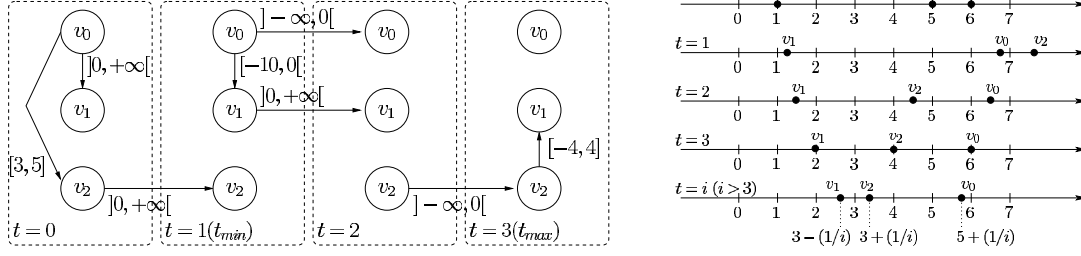 v0 ]−∞,0[ v0 v0 v0
]0,+∞[ [−10,0[
v1 v1 ]0,+∞[ v1 v1
[3,5] [−4,4]
v2 ]0,+∞[ v2 v2 ]−∞,0[ v2
t=0 t=1(tmin) t=2 t=3(tmax)
0 1 2 3 4 5 6 7
t=1 v1 v0 v2
0 1 2 3 4 5 6 7
t=2 v1 v2 v0
0 1 2 3 4 5 6 7
t=3 v1 v2 v0
0 1 2 3 4 5 6 7
t=i (i>3) v1 v2 v0
0 1 2 3 4 5 6 7
3−(1/i) 3+(1/i) 5+(1/i)